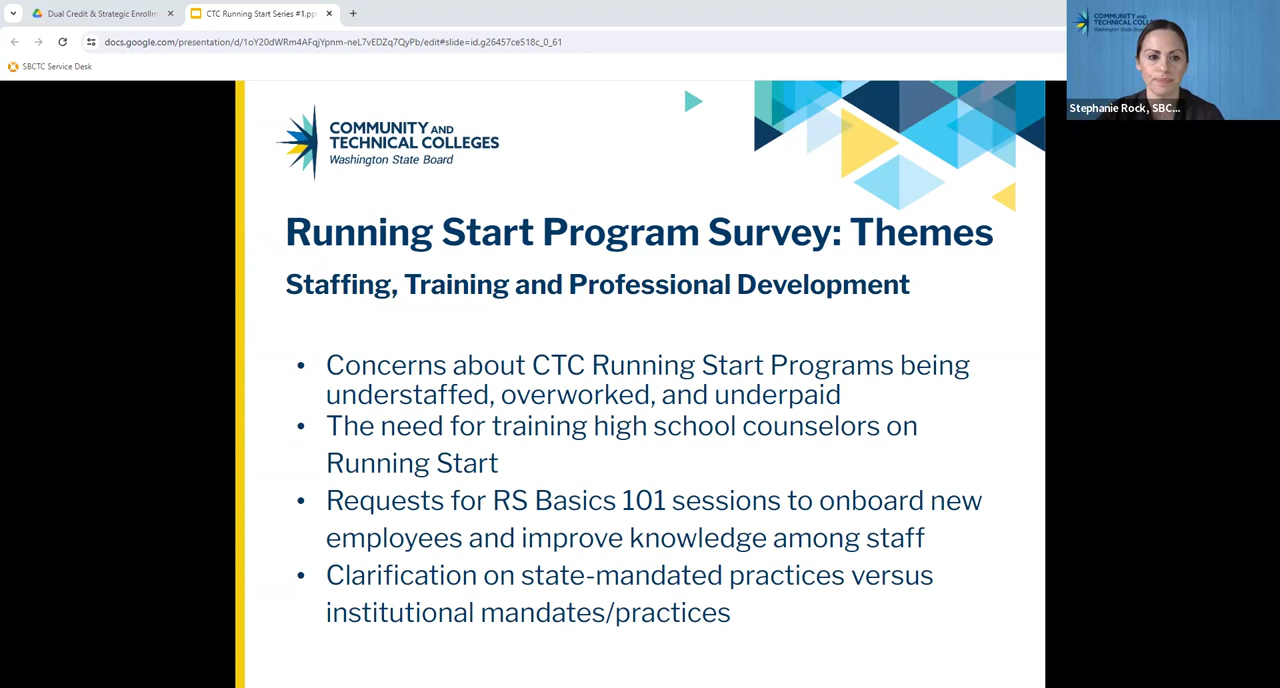 Dual Credit & Strategic Enrollm
CTC Running Start Series #1.pp
docs.google.com/presentation/d/1oY20dWRm4AFqjYpnm-neL7vEDZq7QyPb/edit#slide=id.g26457ce518c_0_61
SBCTC Service Desk
COMMUNITY AND
TECHNICAL COLLEGES
Washington State Board
Running Start Program Survey: Themes
Staffing, Training and Professional Development
• Concerns about CTC Running Start Programs being
understaffed, overworked, and underpaid
• The need for training high school counselors on
Running Start
• Requests for RS Basics 101 sessions to onboard new
employees and improve knowledge among staff
• Clarification on state-mandated practices versus
institutional mandates/practices
COMMUNITY AND
TECHNICAL COLLEG
Stephanie Rock, SBC...